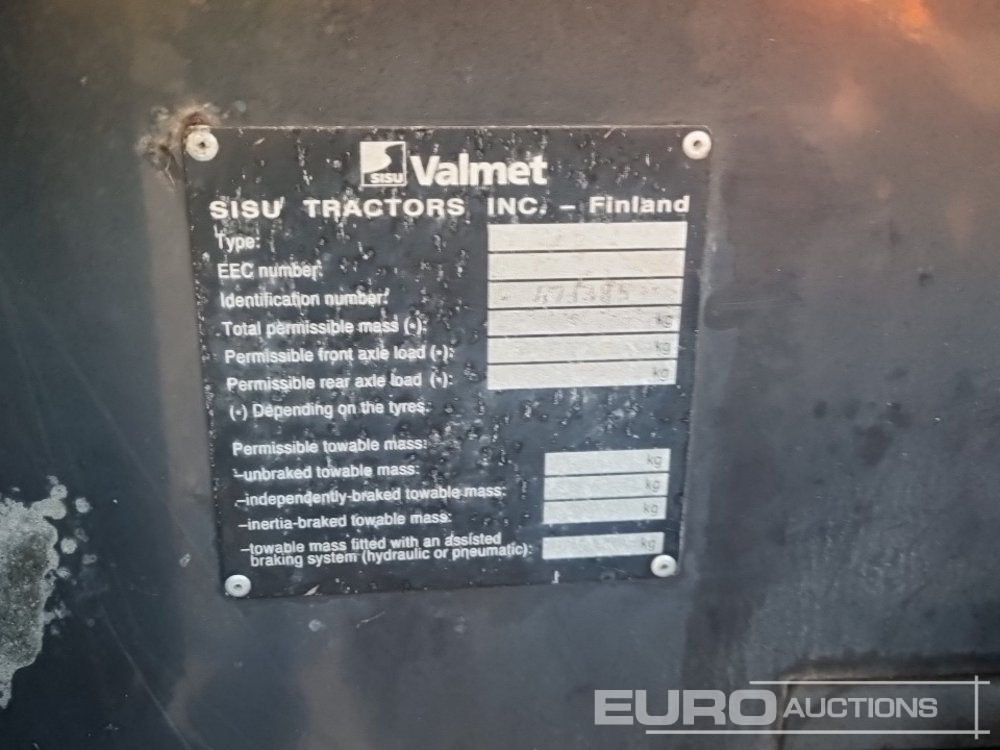 SISU Valmet
SISU TRACTORS INC. – Finland
Type:
EEC number:
Identification number:
Total permissible mass (•): kg
Permissible front axle load (•): kg
Permissible rear axle load (•): kg
(•) Depending on the tyres.
Permissible towable mass:
–unbraked towable mass: kg
–independently-braked towable mass: kg
–inertia-braked towable mass: kg
–towable mass fitted with an assisted
braking system (hydraulic or pneumatic): kg
EURO AUCTIONS